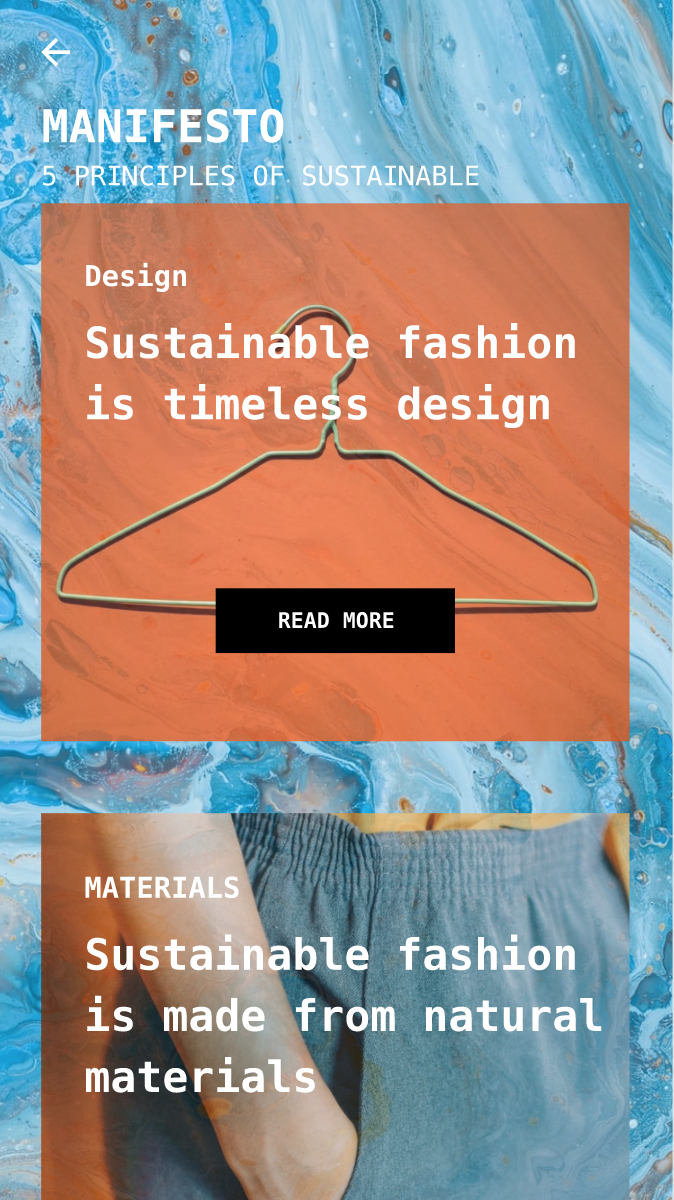 MANIFESTO
5 PRINCIPLES OF SUSTAINABLE
Design
Sustainable fashion
is timeless design
READ MORE
MATERIALS
Sustainable fashion
is made from natural
materials